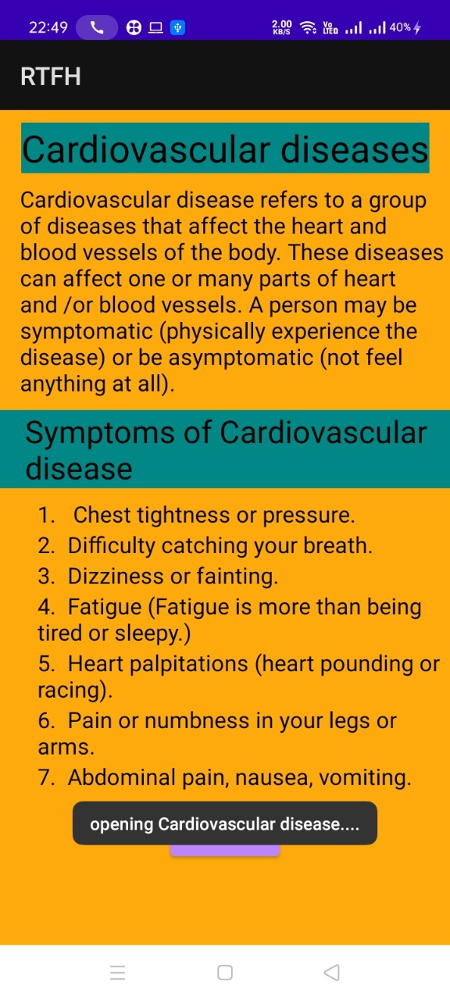 22:49 2.00 KB/S Vo LTED 40%
RTFH
Cardiovascular diseases
Cardiovascular disease refers to a group
of diseases that affect the heart and
blood vessels of the body. These diseases
can affect one or many parts of heart
and /or blood vessels. A person may be
symptomatic (physically experience the
disease) or be asymptomatic (not feel
anything at all).
Symptoms of Cardiovascular
disease
1. Chest tightness or pressure.
2. Difficulty catching your breath.
3. Dizziness or fainting.
4. Fatigue (Fatigue is more than being
tired or sleepy.)
5. Heart palpitations (heart pounding or
racing).
6. Pain or numbness in your legs or
arms.
7. Abdominal pain, nausea, vomiting.
opening Cardiovascular disease....